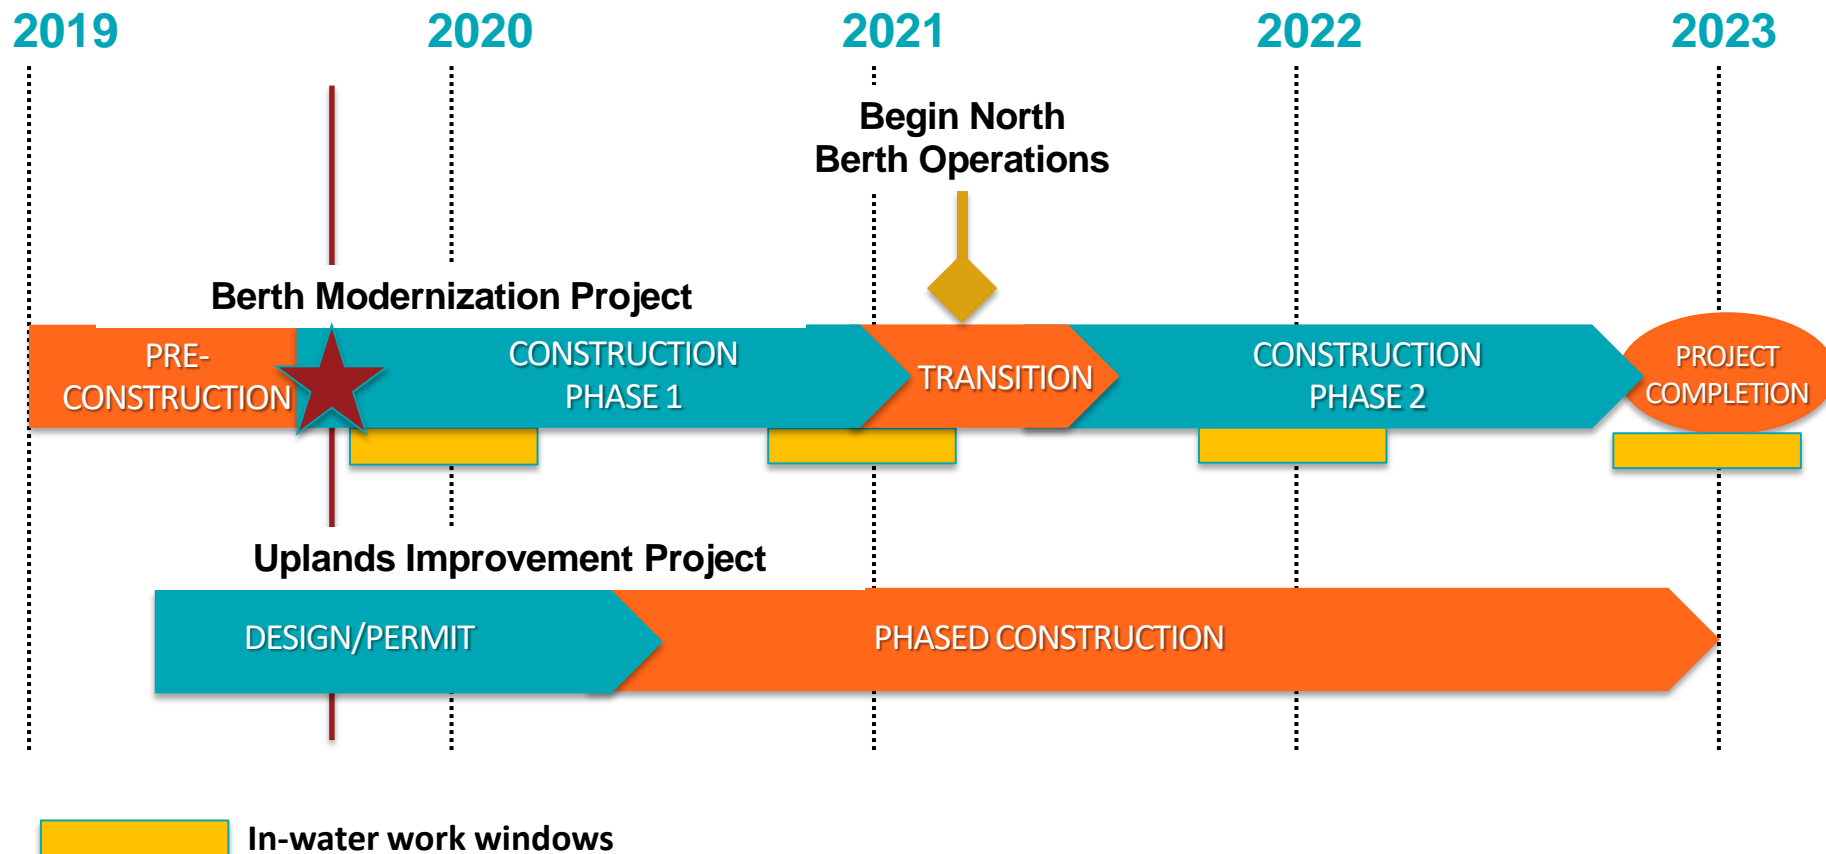 2019 2020 2021 2022 2023
Begin North
Berth Operations
Berth Modernization Project
PRE-
CONSTRUCTION
CONSTRUCTION
PHASE 1
TRANSITION
CONSTRUCTION
PHASE 2
PROJECT
COMPLETION
Uplands Improvement Project
DESIGN/PERMIT
PHASED CONSTRUCTION
In-water work windows